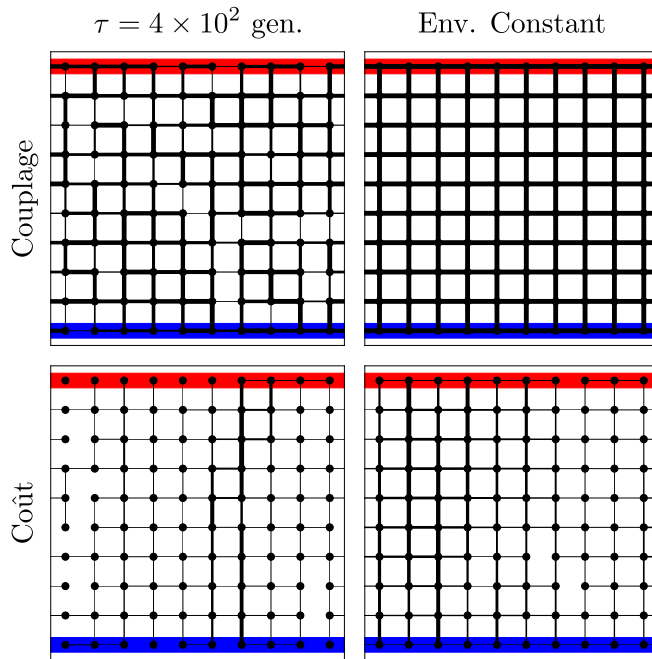 τ = 4 × 10² gen.
Env. Constant
Couplage
Coût